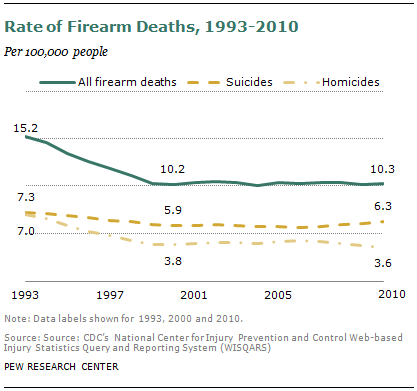 Rate of Firearm Deaths, 1993-2010
Per 100,000 people
All firearm deaths Suicides Homicides
15.2
10.2 10.3
7.3 5.9 6.3
7.0
3.8 3.6
1993 1997 2001 2005 2010
Note: Data labels shown for 1993, 2000 and 2010.
Source: Source: CDC's National Center for Injury Prevention and Control Web-based
Injury Statistics Query and Reporting System (WISQARS)
PEW RESEARCH CENTER